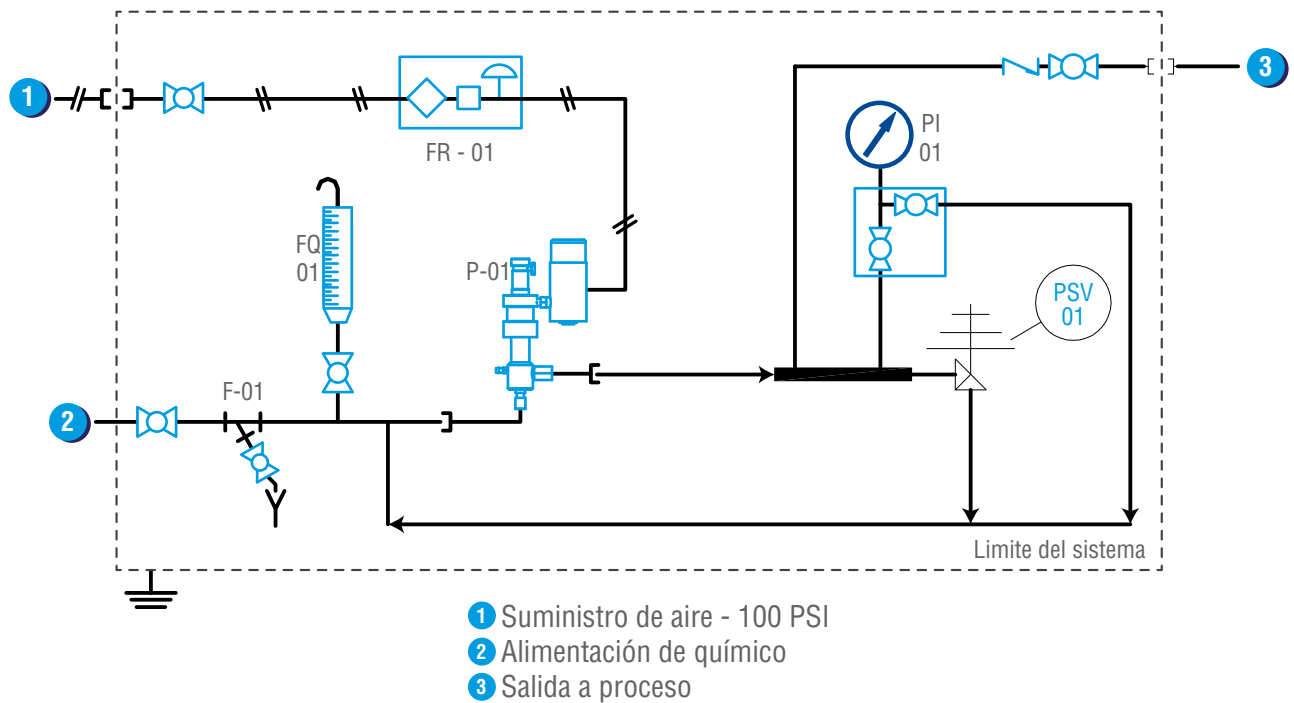 1
3
PI
01
FR - 01
FQ
01
P-01
PSV
01
F-01
2
Limite del sistema
1 Suministro de aire - 100 PSI
2 Alimentación de químico
3 Salida a proceso